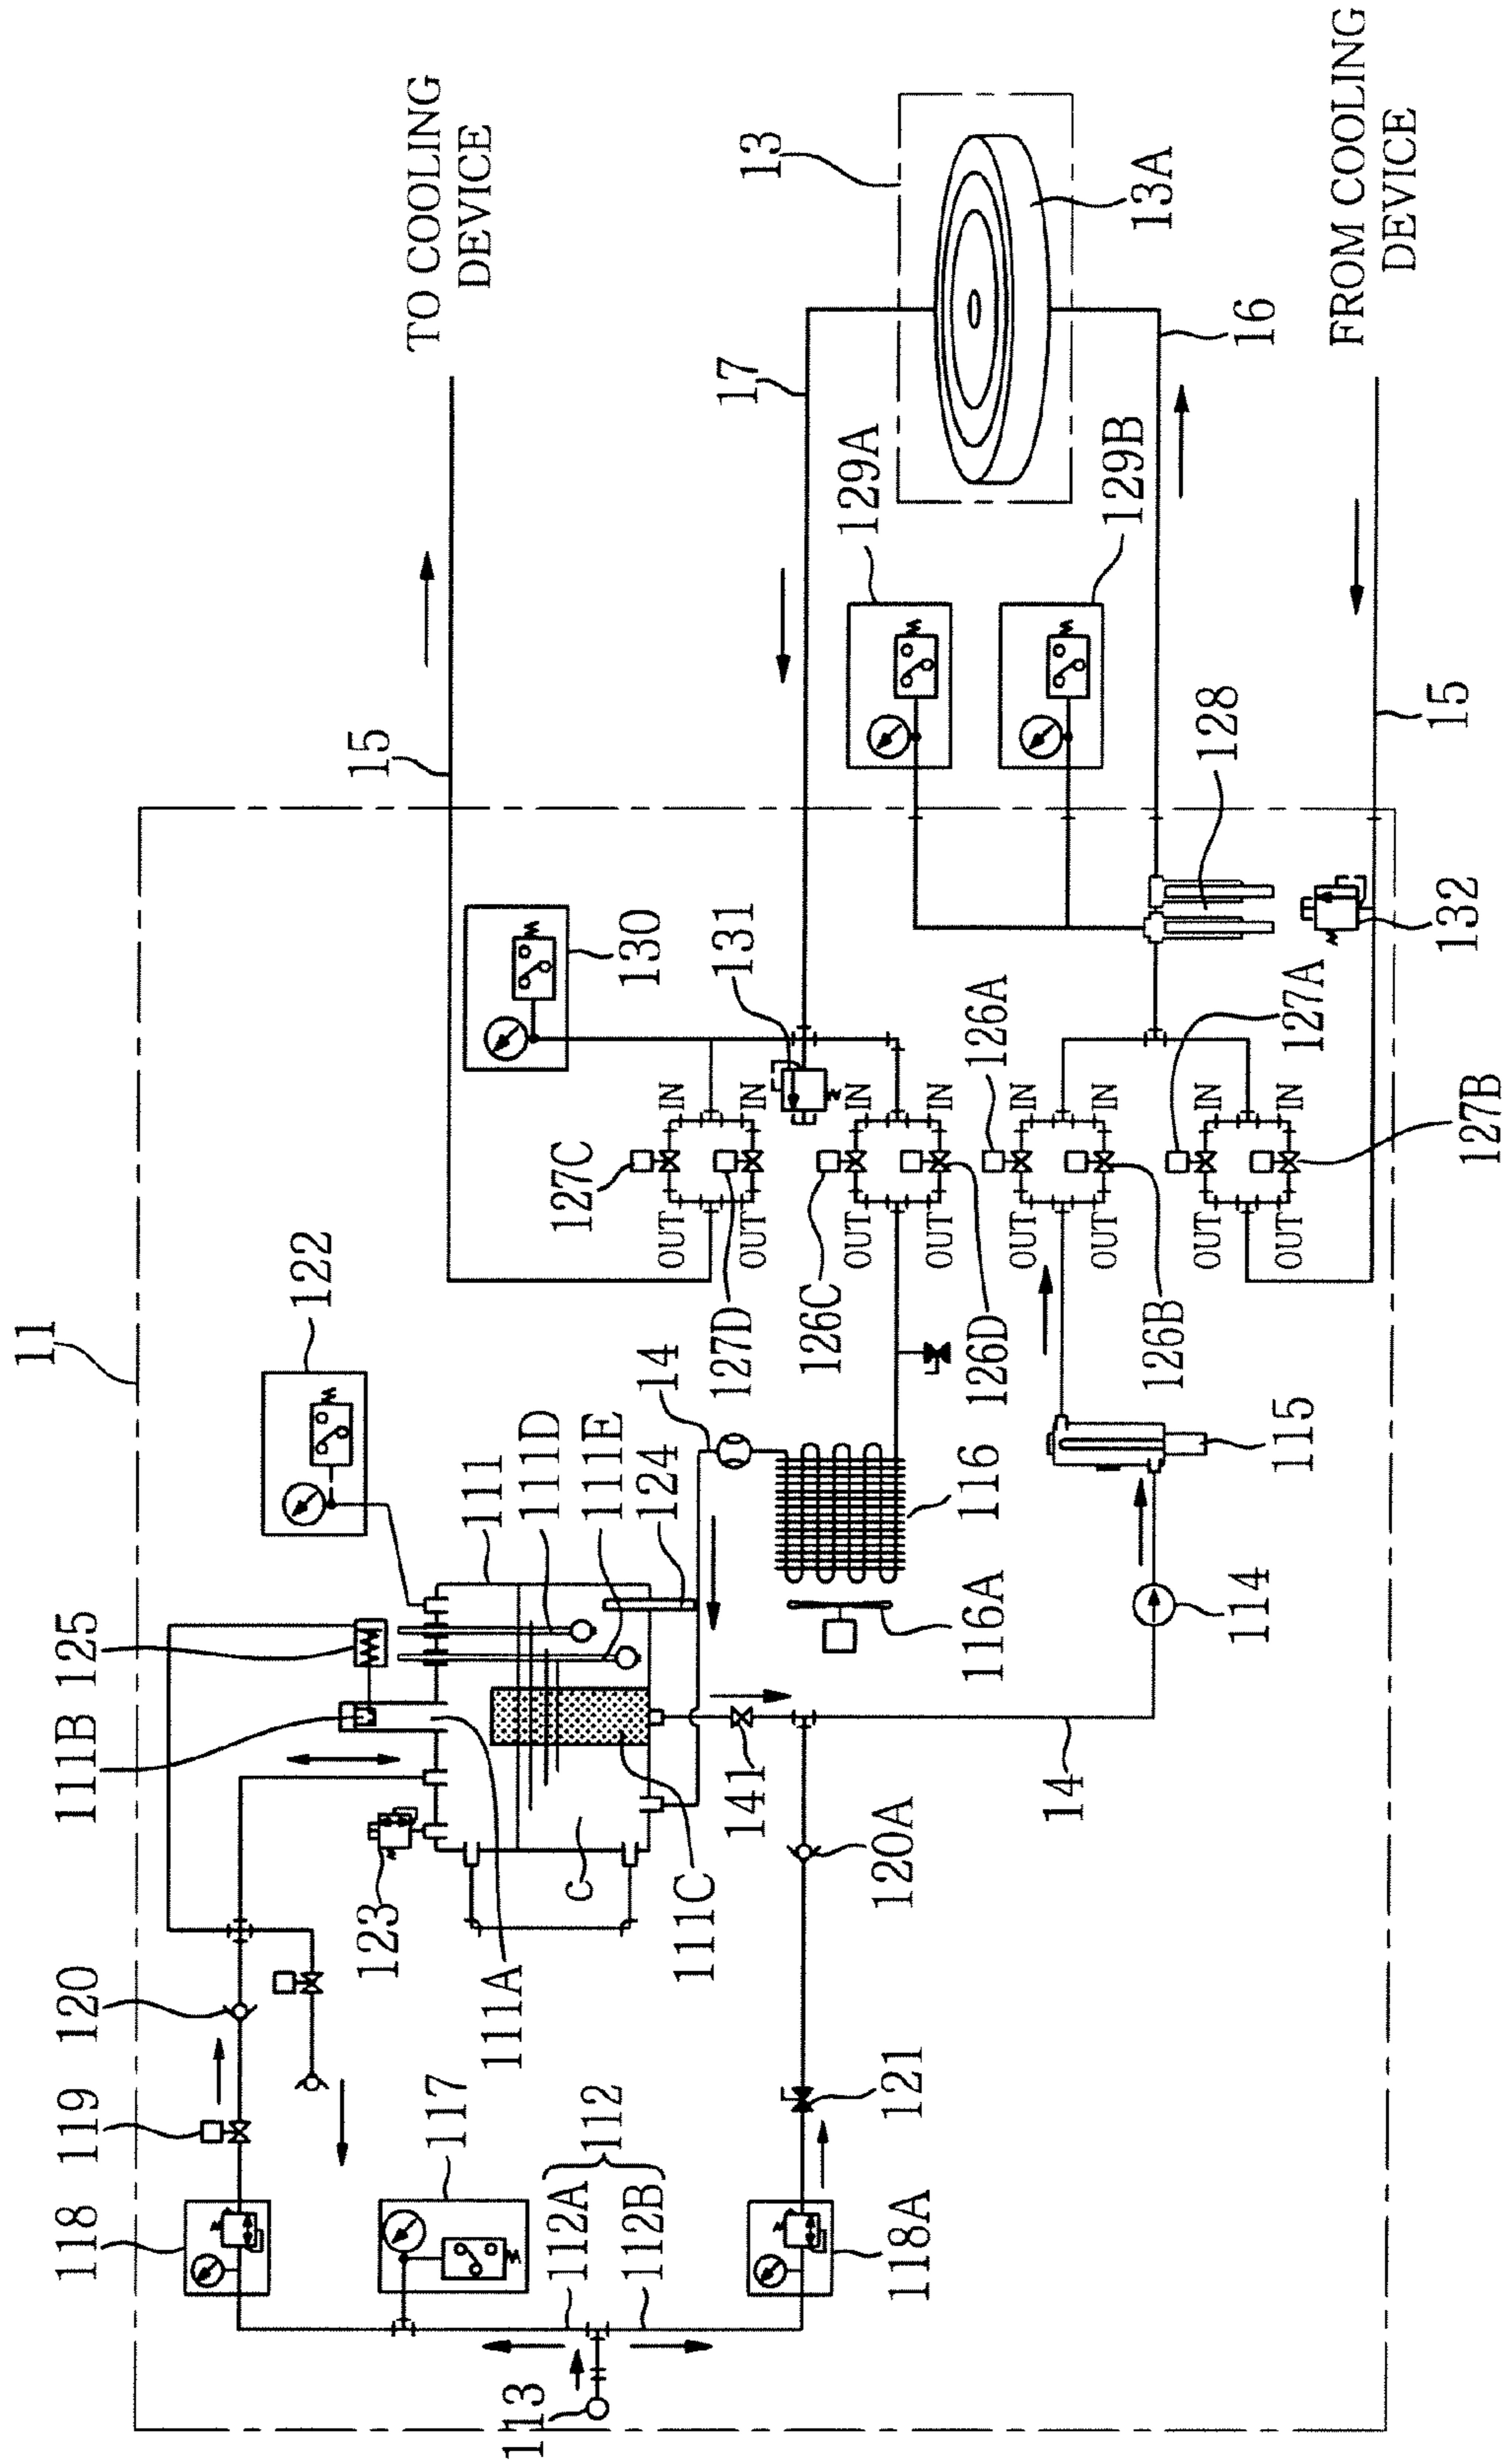 11
TO COOLING
DEVICE
15
122
125
111B
120
119
118
123
111A
117
112
112A
112B
113
111
111D
111E
124
14
111C
C
141
120A
121
118A
130
131
17
13
13A
129A
129B
16
FROM COOLING
DEVICE
15
128
132
127C
IN
OUT
IN
OUT
127D
126C
IN
OUT
IN
OUT
126D
126A
IN
OUT
IN
OUT
126B
127A
IN
OUT
IN
OUT
127B
116
116A
115
114
14